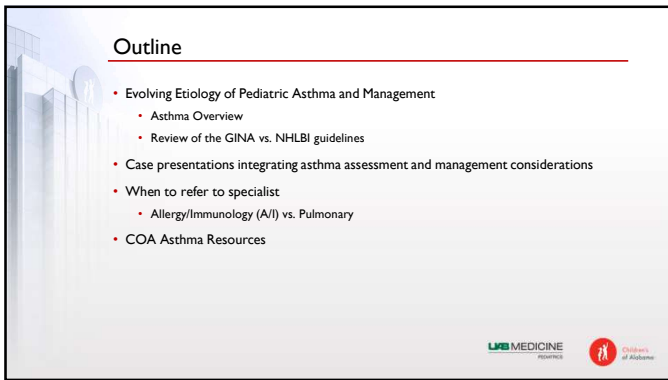 Outline
• Evolving Etiology of Pediatric Asthma and Management
• Asthma Overview
• Review of the GINA vs. NHLBI guidelines
• Case presentations integrating asthma assessment and management considerations
• When to refer to specialist
• Allergy/Immunology (A/I) vs. Pulmonary
• COA Asthma Resources
UAB MEDICINE
PEDIATRICS
Children's
of Alabama